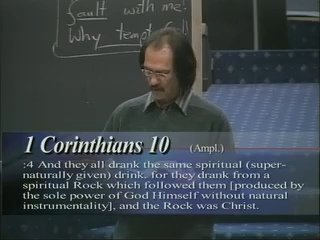 Fault with me?
Why tempt
1 Corinthians 10 (Ampl.)
:4 And they all drank the same spiritual (super-
naturally given) drink, for they drank from a
spiritual Rock which followed them [produced by
the sole power of God Himself without natural
instrumentality], and the Rock was Christ.